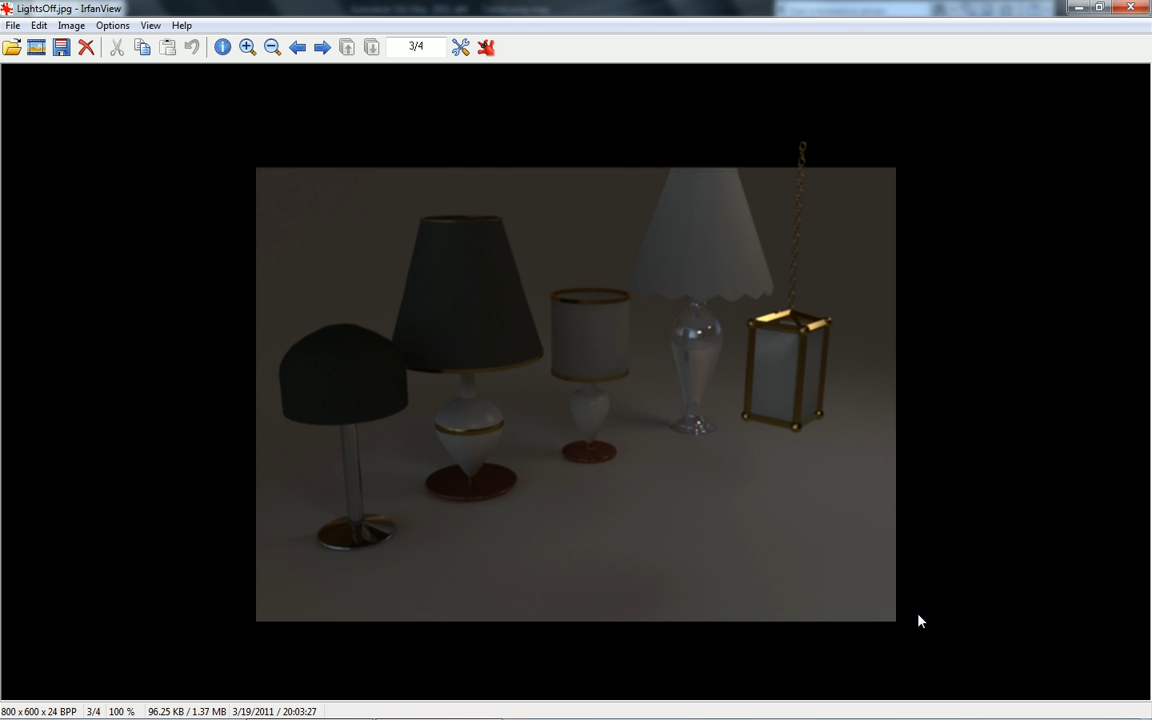 LightsOff.jpg - IrfanView
File Edit Image Options View Help
3/4
800 x 600 x 24 BPP 3/4 100 % 96.25 KB / 1.37 MB 3/19/2011 / 20:03:27